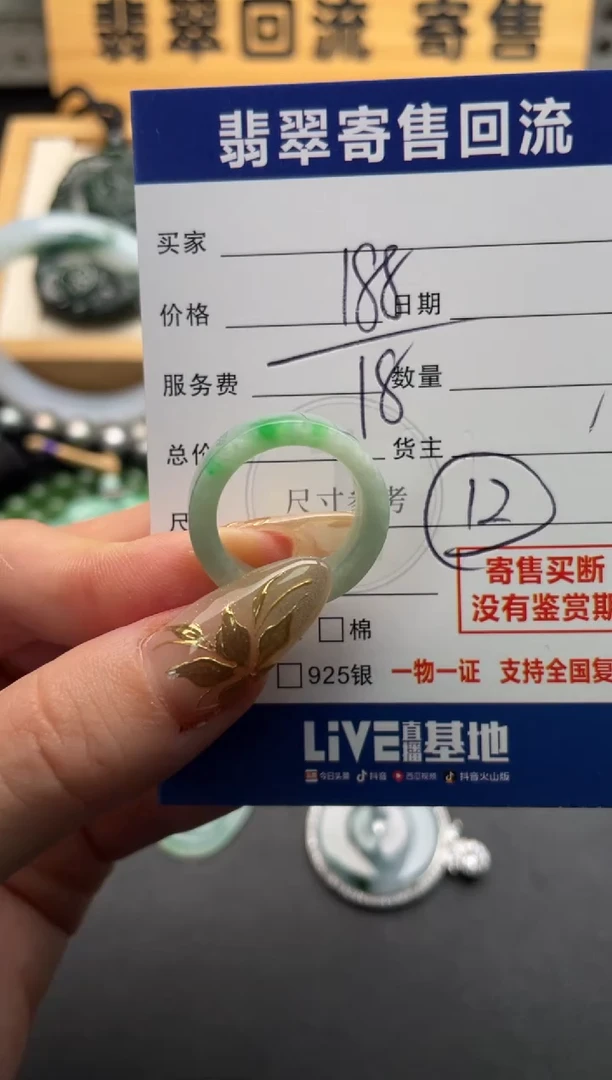 翡翠回流 寄售
翡翠寄售回流
买家
价格 188 日期
服务费 18 数量
总价 货主
尺
尺寸参考
12
寄售买断
没有鉴赏期
棉
925银 一物一证 支持全国复
LiVE直播基地
今日头条 抖音 西瓜视频 抖音火山版